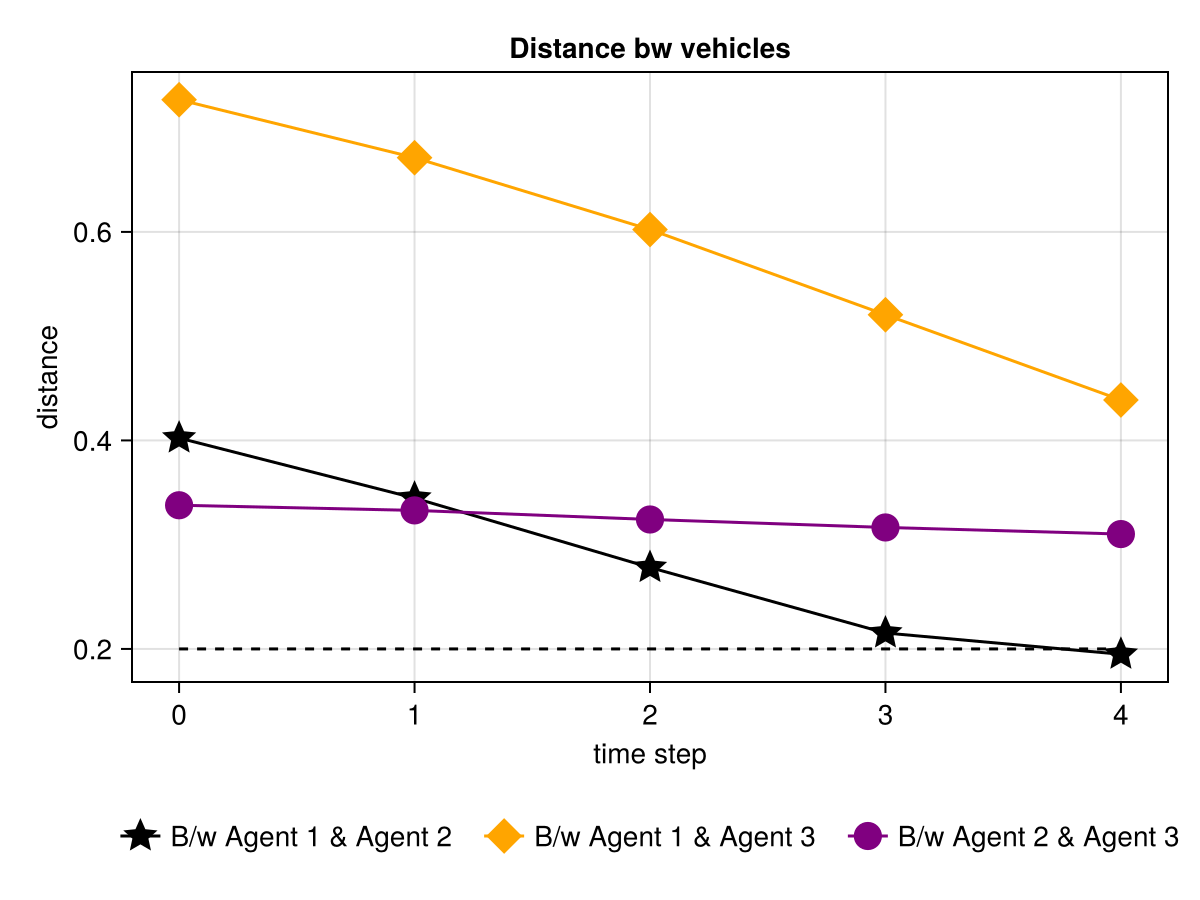 Distance bw vehicles
0.6
0.4
0.2
distance
0 1 2 3 4
time step
B/w Agent 1 & Agent 2 B/w Agent 1 & Agent 3 B/w Agent 2 & Agent 3